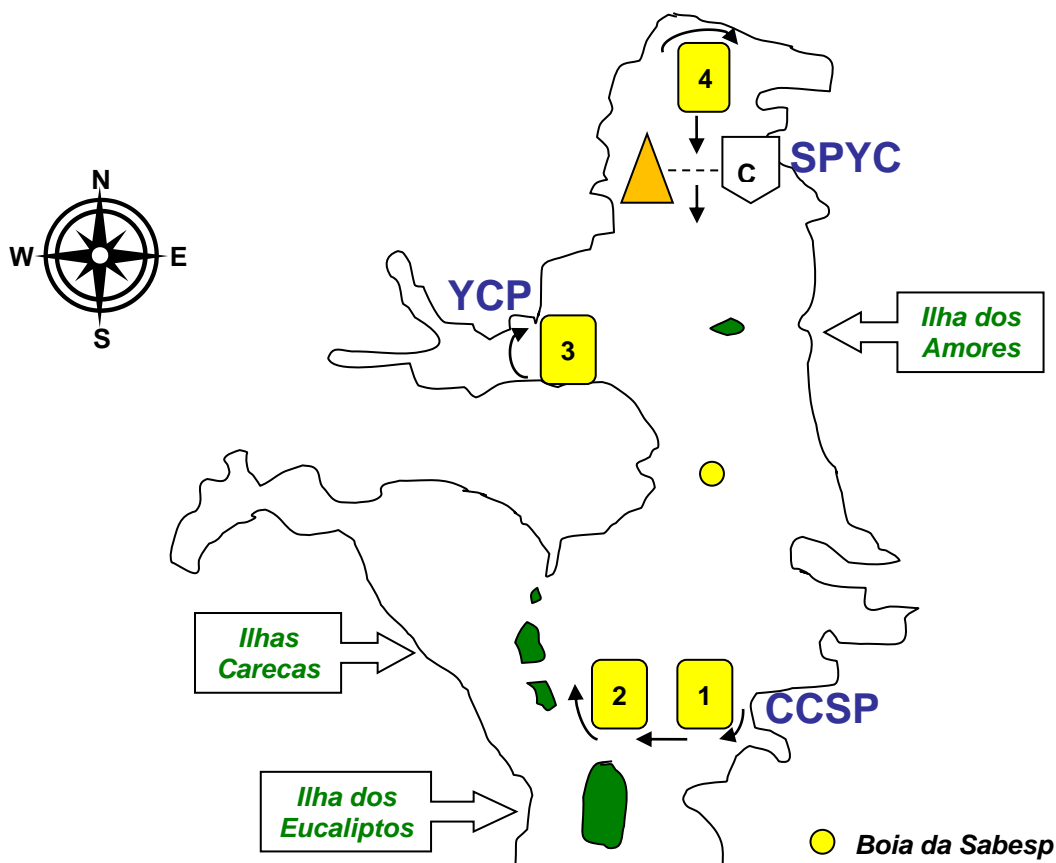 4
C
SPYC
N
W
E
S
YCP
3
Ilha dos
Amores
Ilhas
Carecas
2
1
CCSP
Ilha dos
Eucaliptos
Boia da Sabesp